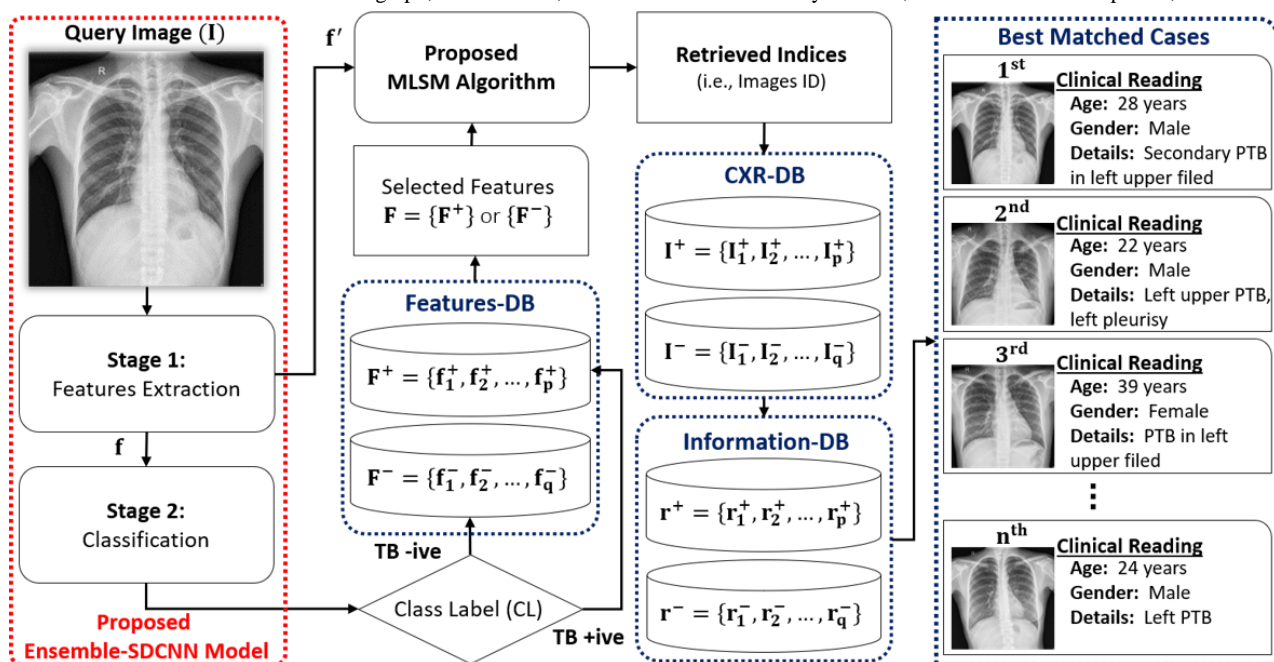 Query Image (I)
R
Stage 1:
Features Extraction
f
Stage 2:
Classification
Proposed
Ensemble-SDCNN Model
f′
Proposed
MLSM Algorithm
Selected Features
F = {F⁺} or {F⁻}
Features-DB
F⁺ = {f₁⁺, f₂⁺, ..., fₚ⁺}
F⁻ = {f₁⁻, f₂⁻, ..., f_q⁻}
TB -ive
Class Label (CL)
TB +ive
Retrieved Indices
(i.e., Images ID)
CXR-DB
I⁺ = {I₁⁺, I₂⁺, ..., Iₚ⁺}
I⁻ = {I₁⁻, I₂⁻, ..., I_q⁻}
Information-DB
r⁺ = {r₁⁺, r₂⁺, ..., rₚ⁺}
r⁻ = {r₁⁻, r₂⁻, ..., r_q⁻}
Best Matched Cases
1st
Clinical Reading
Age: 28 years
Gender: Male
Details: Secondary PTB
in left upper filed
2nd
Clinical Reading
Age: 22 years
Gender: Male
Details: Left upper PTB,
left pleurisy
3rd
Clinical Reading
Age: 39 years
Gender: Female
Details: PTB in left
upper filed
⋮
nth
Clinical Reading
Age: 24 years
Gender: Male
Details: Left PTB